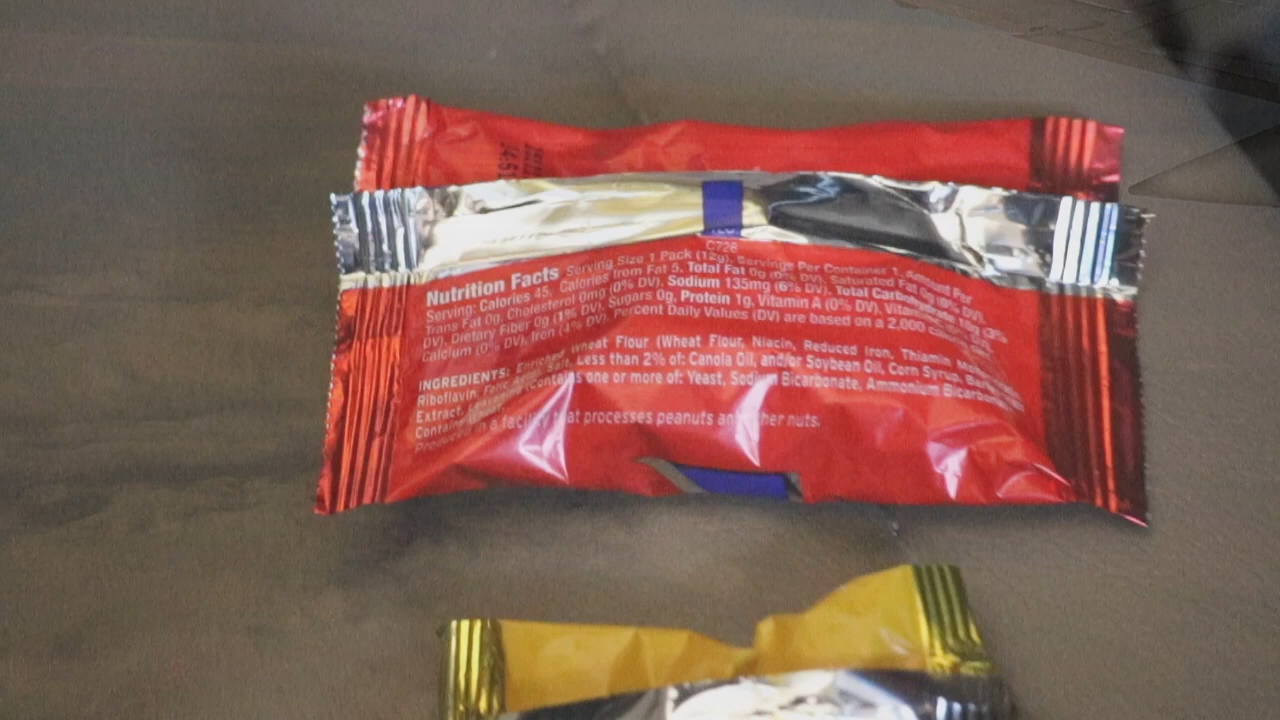 C726
Nutrition Facts Serving Size 1 Pack (12g), Servings Per Container 1, Amount Per
Serving: Calories 45, Calories from Fat 5, Total Fat 0g (0% DV), Saturated Fat 0g (0% DV),
Trans Fat 0g, Cholesterol 0mg (0% DV), Sodium 135mg (6% DV), Total Carbohydrate 10g (3%
DV), Dietary Fiber 0g (1% DV), Sugars 0g, Protein 1g, Vitamin A (0% DV),
Calcium (0% DV), Iron (4% DV). Percent Daily Values (DV) are based on a 2,000
INGREDIENTS: Enriched Wheat Flour (Wheat Flour, Niacin, Reduced Iron, Thiamin
Riboflavin, Folic Acid), Salt, Less than 2% of: Canola Oil, and/or Soybean Oil, Corn Syrup,
Extract, (Contains one or more of: Yeast, Sodium Bicarbonate, Ammonium
Contains
Produced in a facility that processes peanuts and other nuts.